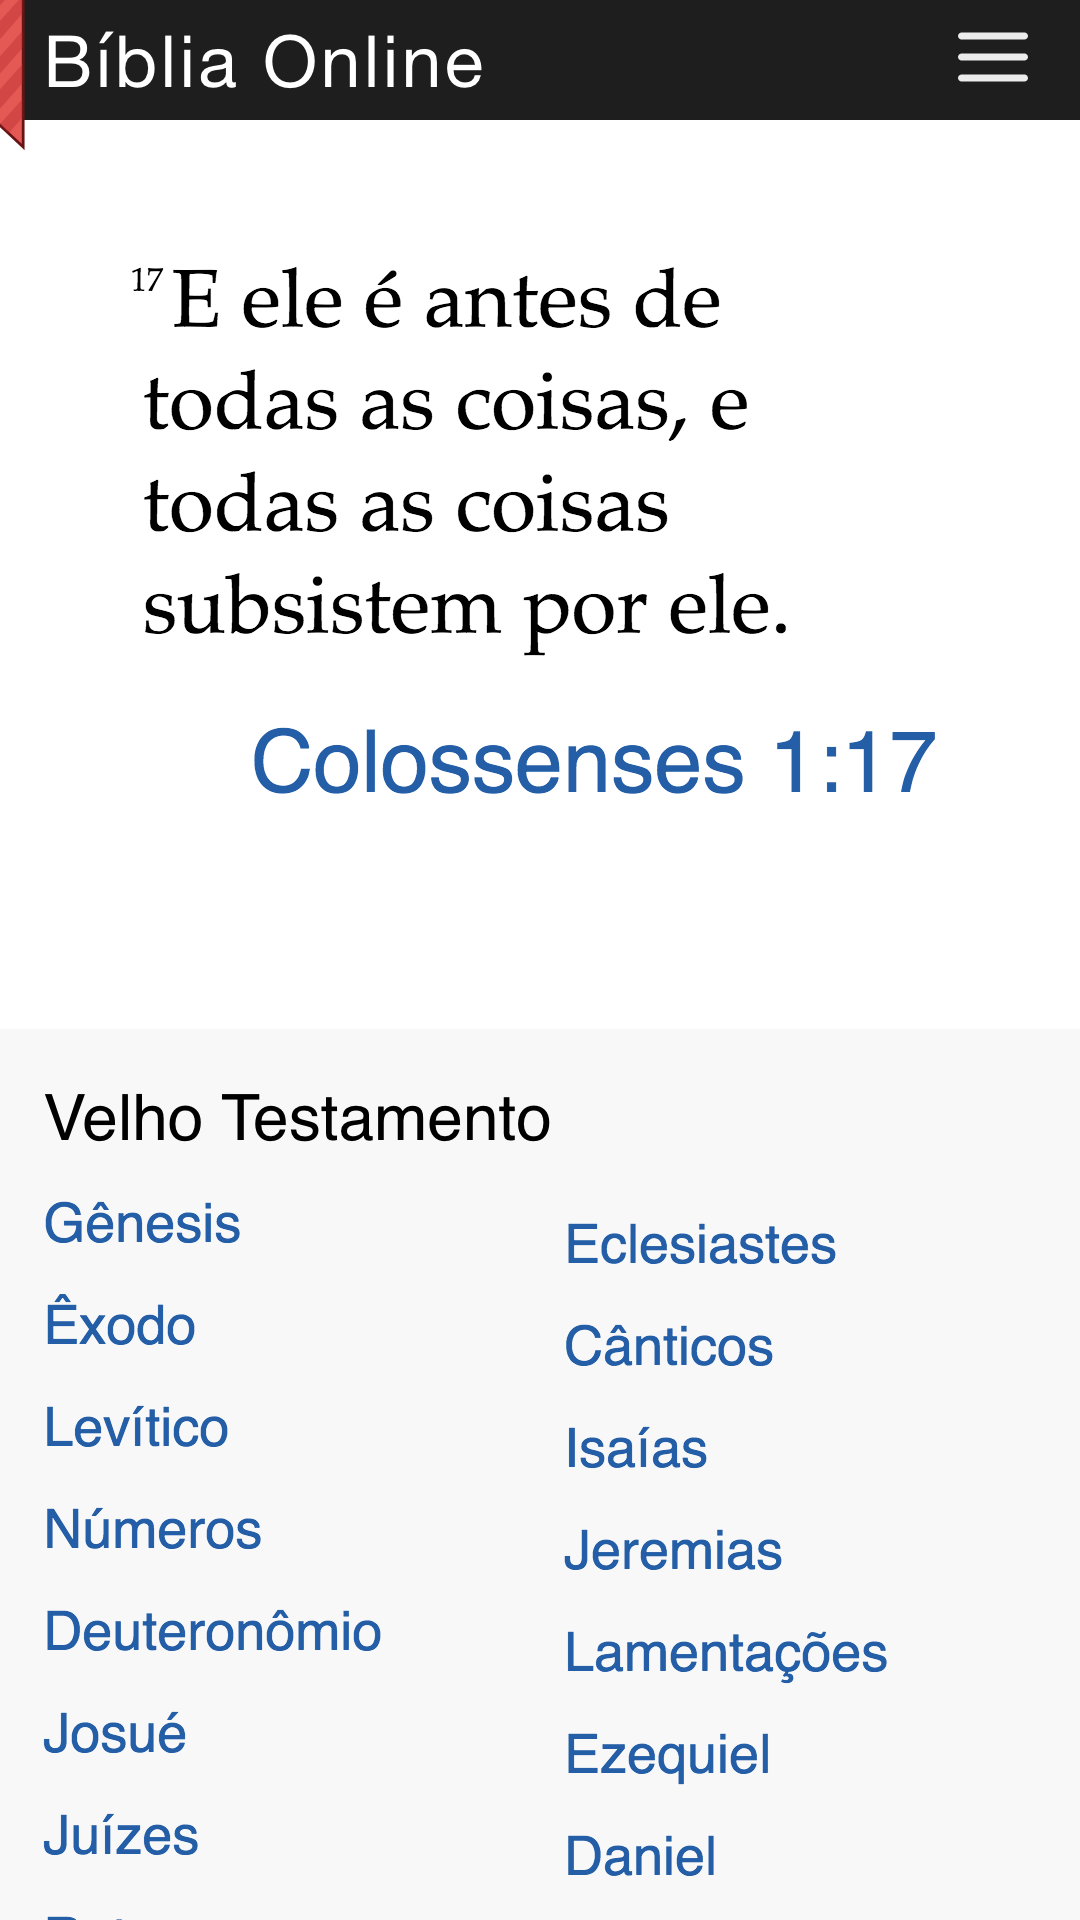 Bíblia Online
17 E ele é antes de
todas as coisas, e
todas as coisas
subsistem por ele.
Colossenses 1:17
Velho Testamento
Gênesis
Êxodo
Levítico
Números
Deuteronômio
Josué
Juízes
Eclesiastes
Cânticos
Isaías
Jeremias
Lamentações
Ezequiel
Daniel